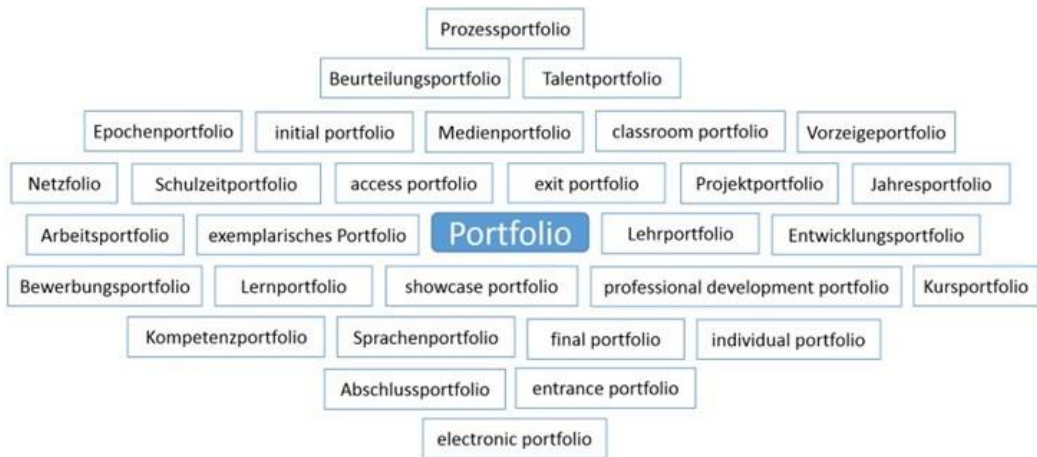 Prozessportfolio
Beurteilungsportfolio Talentportfolio
Epochenportfolio initial portfolio Medienportfolio classroom portfolio Vorzeigeportfolio
Netzfolio Schulzeitportfolio access portfolio exit portfolio Projektportfolio Jahresportfolio
Arbeitsportfolio exemplarisches Portfolio Portfolio Lehrportfolio Entwicklungsportfolio
Bewerbungsportfolio Lernportfolio showcase portfolio professional development portfolio Kursportfolio
Kompetenzportfolio Sprachenportfolio final portfolio individual portfolio
Abschlussportfolio entrance portfolio
electronic portfolio